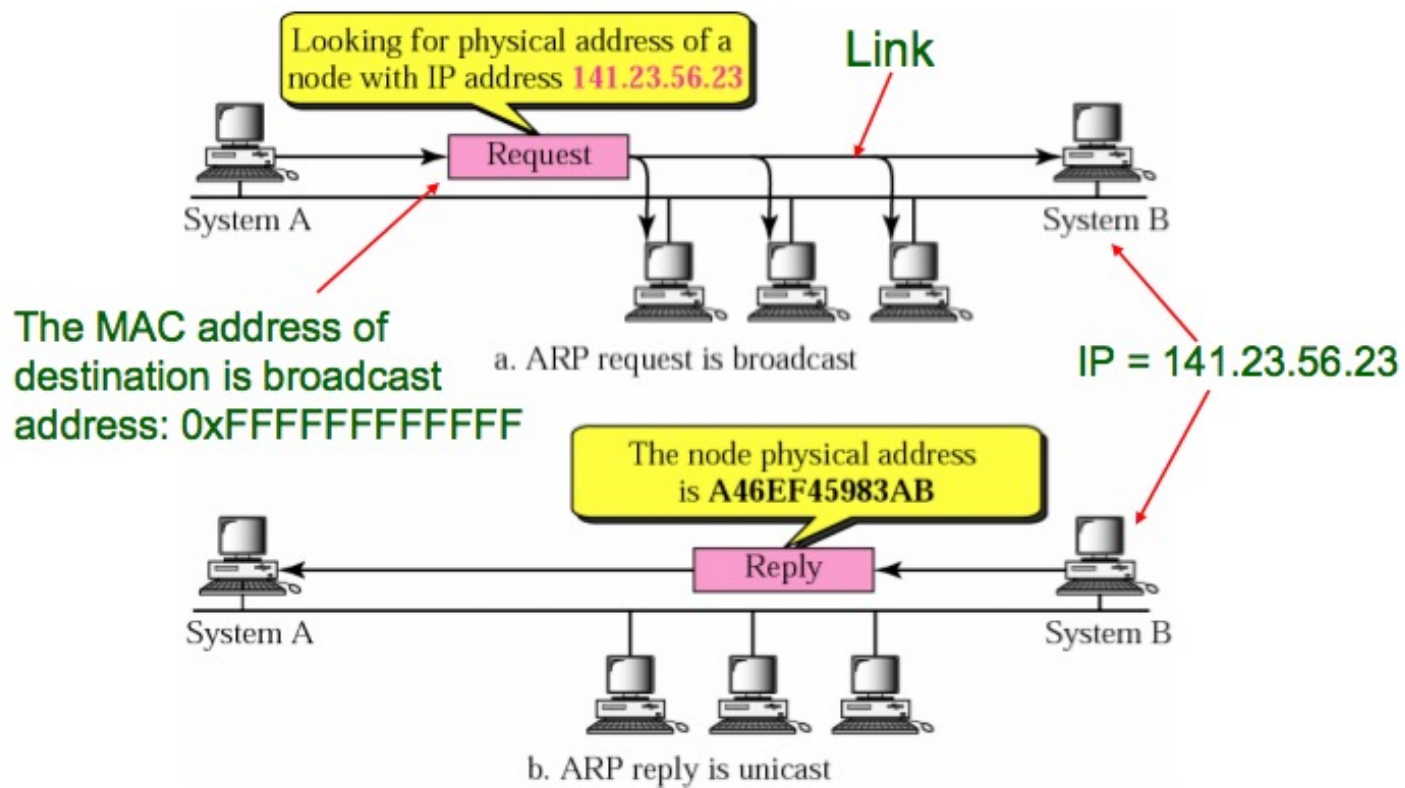 Looking for physical address of a
node with IP address 141.23.56.23
Link
Request
System A
System B
The MAC address of
destination is broadcast
address: 0xFFFFFFFFFFFF
a. ARP request is broadcast
IP = 141.23.56.23
The node physical address
is A46EF45983AB
Reply
System A
System B
b. ARP reply is unicast